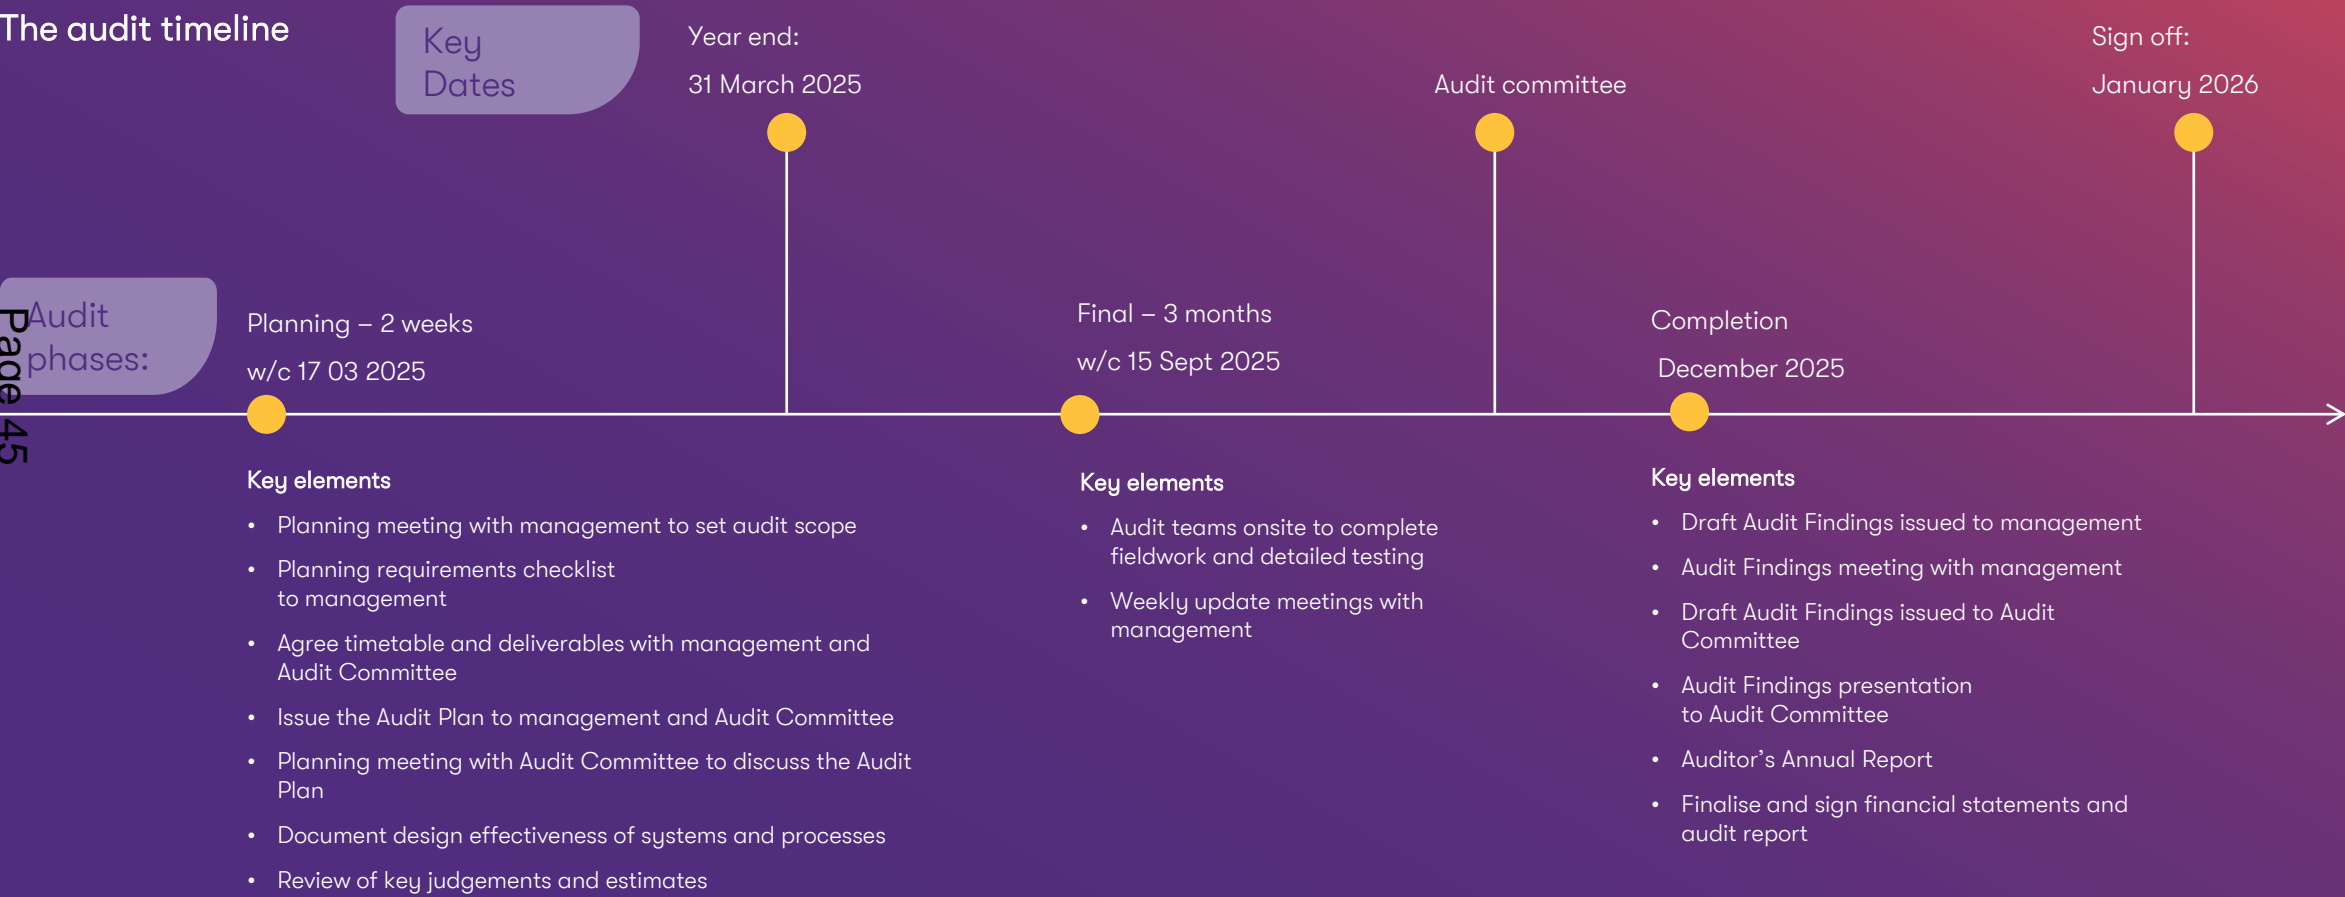 The audit timeline
Key
Dates
Year end:
31 March 2025
Audit committee
Sign off:
January 2026
Audit
phases:
Page 45
Planning – 2 weeks
w/c 17 03 2025
Final – 3 months
w/c 15 Sept 2025
Completion
December 2025
Key elements
• Planning meeting with management to set audit scope
• Planning requirements checklist
to management
• Agree timetable and deliverables with management and
Audit Committee
• Issue the Audit Plan to management and Audit Committee
• Planning meeting with Audit Committee to discuss the Audit
Plan
• Document design effectiveness of systems and processes
• Review of key judgements and estimates
Key elements
• Audit teams onsite to complete
fieldwork and detailed testing
• Weekly update meetings with
management
Key elements
• Draft Audit Findings issued to management
• Audit Findings meeting with management
• Draft Audit Findings issued to Audit
Committee
• Audit Findings presentation
to Audit Committee
• Auditor’s Annual Report
• Finalise and sign financial statements and
audit report